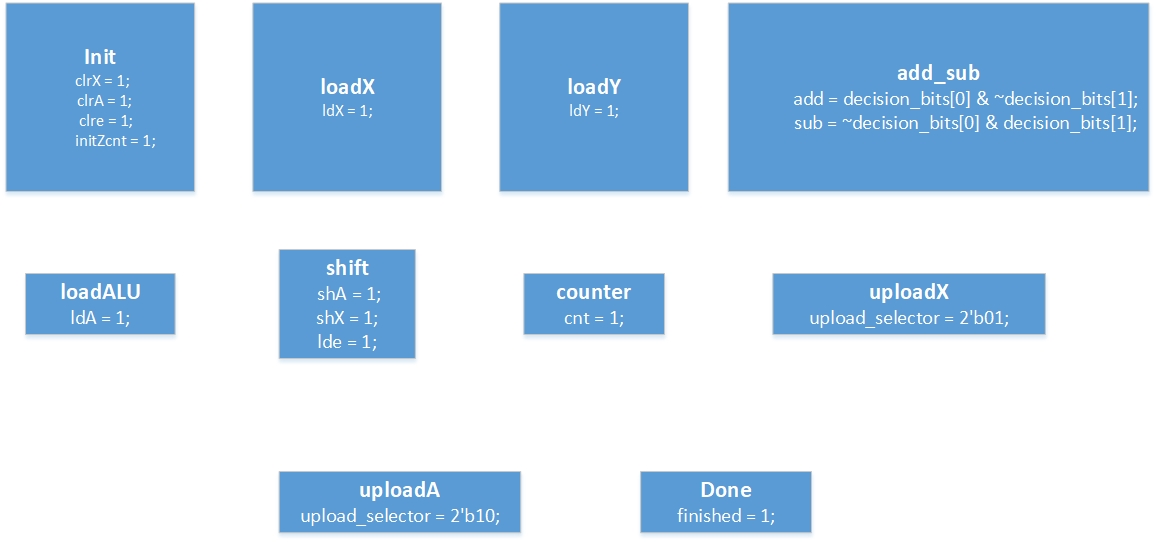 Init
clrX = 1;
clrA = 1;
clre = 1;
initZcnt = 1;
loadX
ldX = 1;
loadY
ldY = 1;
add_sub
add = decision_bits[0] & ~decision_bits[1];
sub = ~decision_bits[0] & decision_bits[1];
loadALU
ldA = 1;
shift
shA = 1;
shX = 1;
lde = 1;
counter
cnt = 1;
uploadX
upload_selector = 2'b01;
uploadA
upload_selector = 2'b10;
Done
finished = 1;